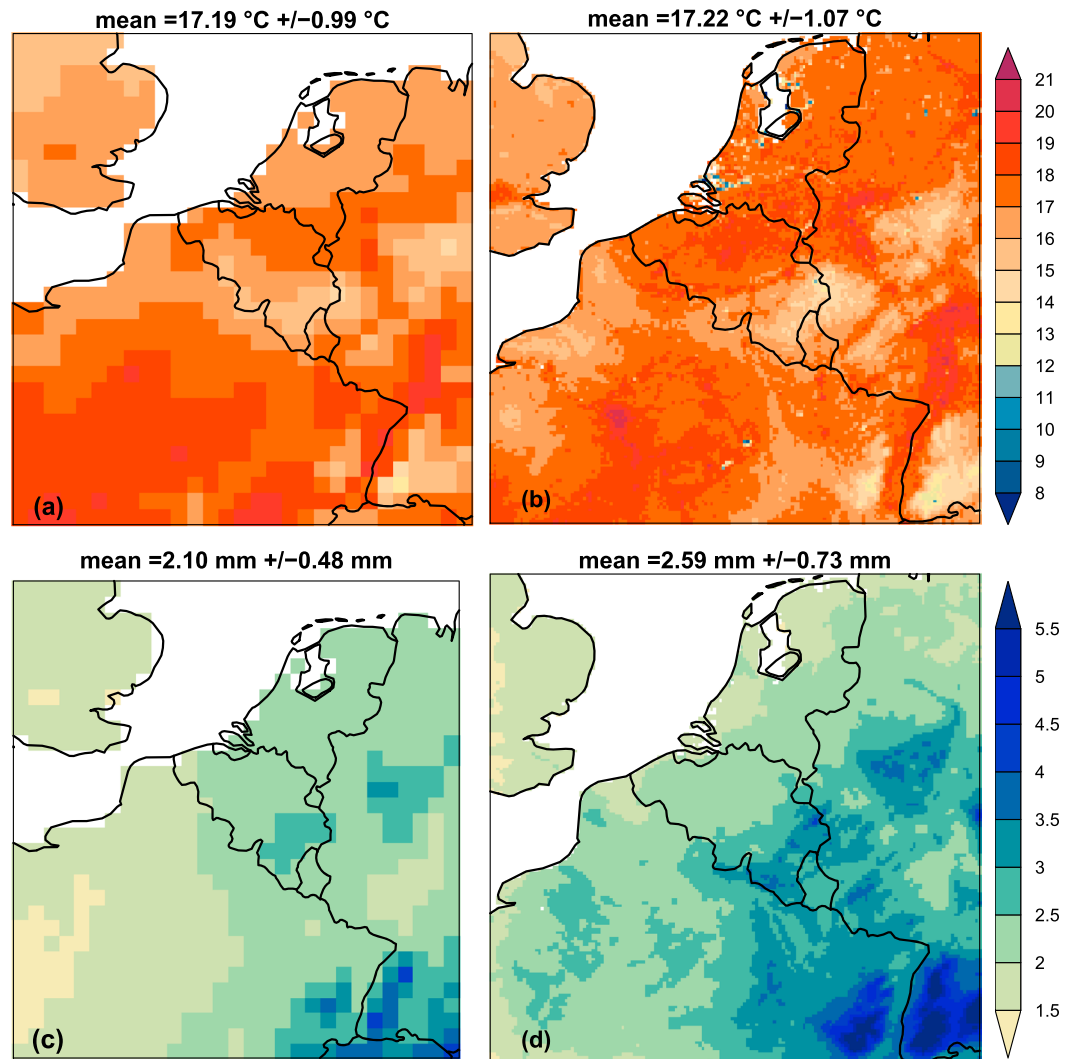 mean =17.19 °C +/−0.99 °C
mean =17.22 °C +/−1.07 °C
21
20
19
18
17
16
15
14
13
12
11
10
9
8
(a)
(b)
mean =2.10 mm +/−0.48 mm
mean =2.59 mm +/−0.73 mm
5.5
5
4.5
4
3.5
3
2.5
2
1.5
(c)
(d)